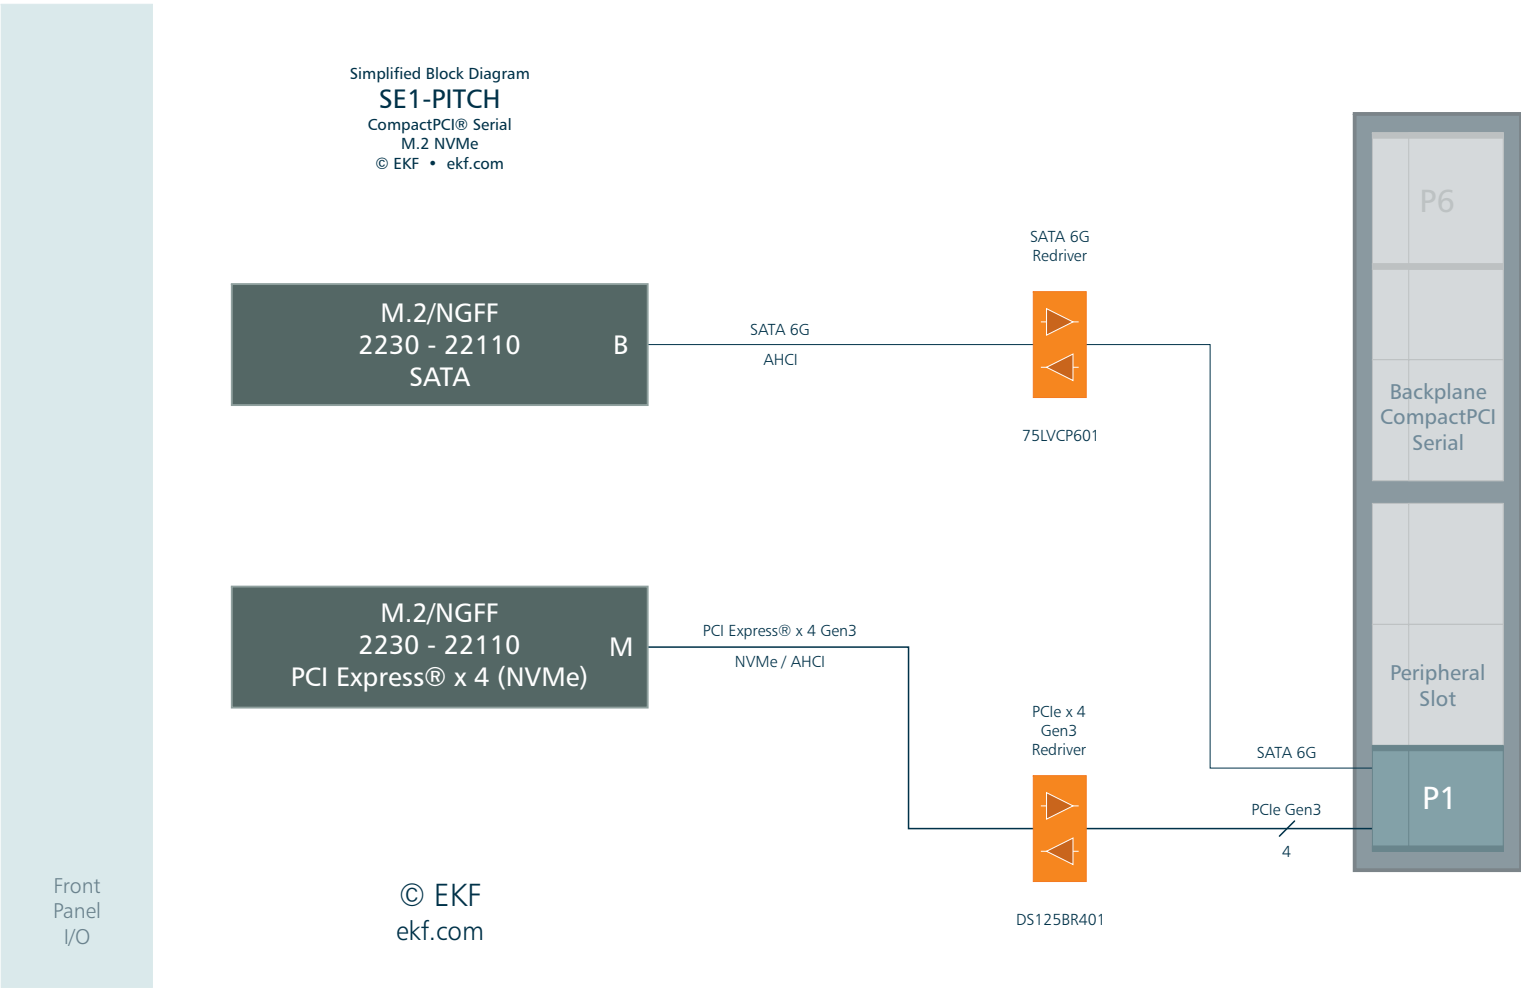 Simplified Block Diagram
SE1-PITCH
CompactPCI® Serial
M.2 NVMe
© EKF • ekf.com
P6
SATA 6G
Redriver
M.2/NGFF
2230 - 22110
SATA
B
SATA 6G
AHCI
75LVCP601
Backplane
CompactPCI
Serial
M.2/NGFF
2230 - 22110
PCI Express® x 4 (NVMe)
M
PCI Express® x 4 Gen3
NVMe / AHCI
PCIe x 4
Gen3
Redriver
DS125BR401
Peripheral
Slot
SATA 6G
P1
PCIe Gen3
4
Front
Panel
I/O
© EKF
ekf.com